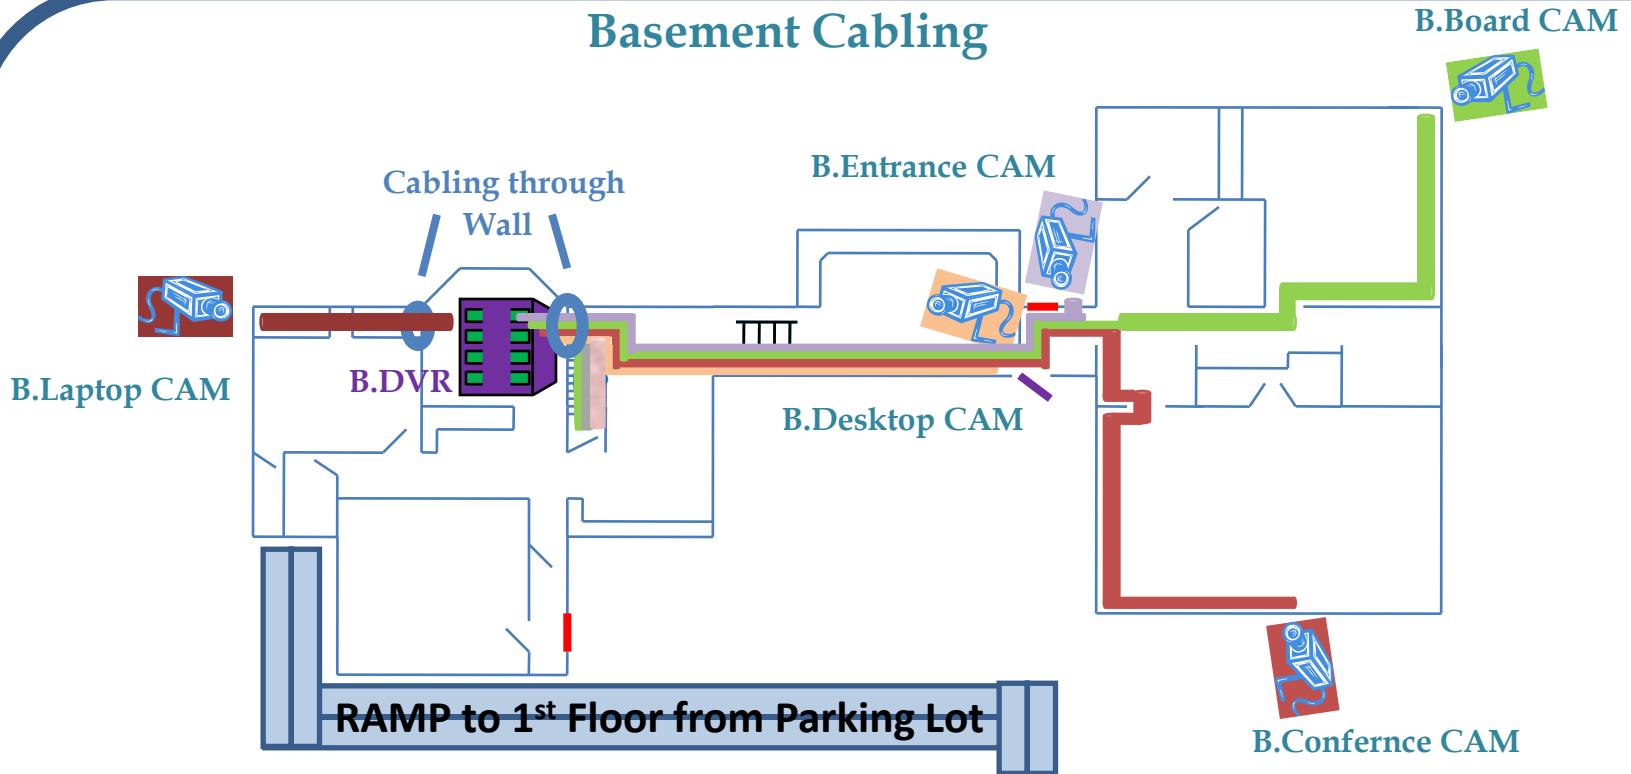 Basement Cabling
B.Board CAM
B.Entrance CAM
Cabling through
Wall
B.Laptop CAM
B.DVR
B.Desktop CAM
RAMP to 1st Floor from Parking Lot
B.Confernce CAM